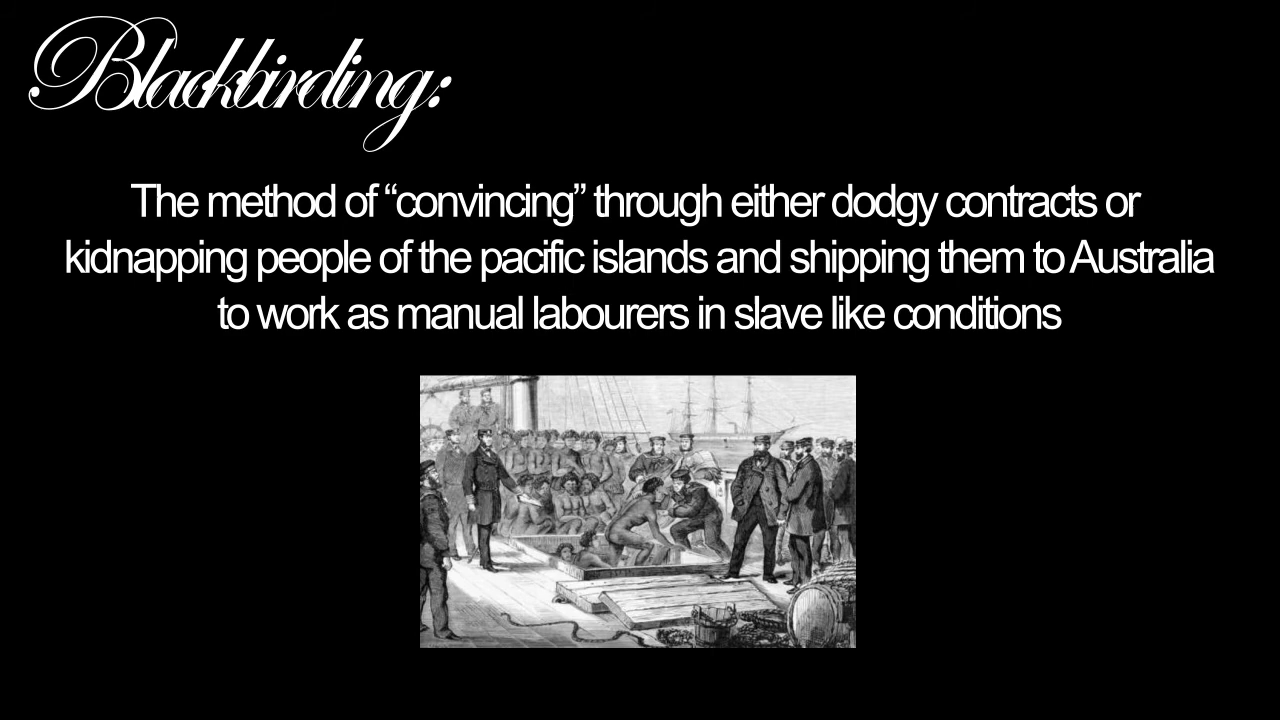 Blackbirding:
The method of “convincing” through either dodgy contracts or
kidnapping people of the pacific islands and shipping them to Australia
to work as manual labourers in slave like conditions